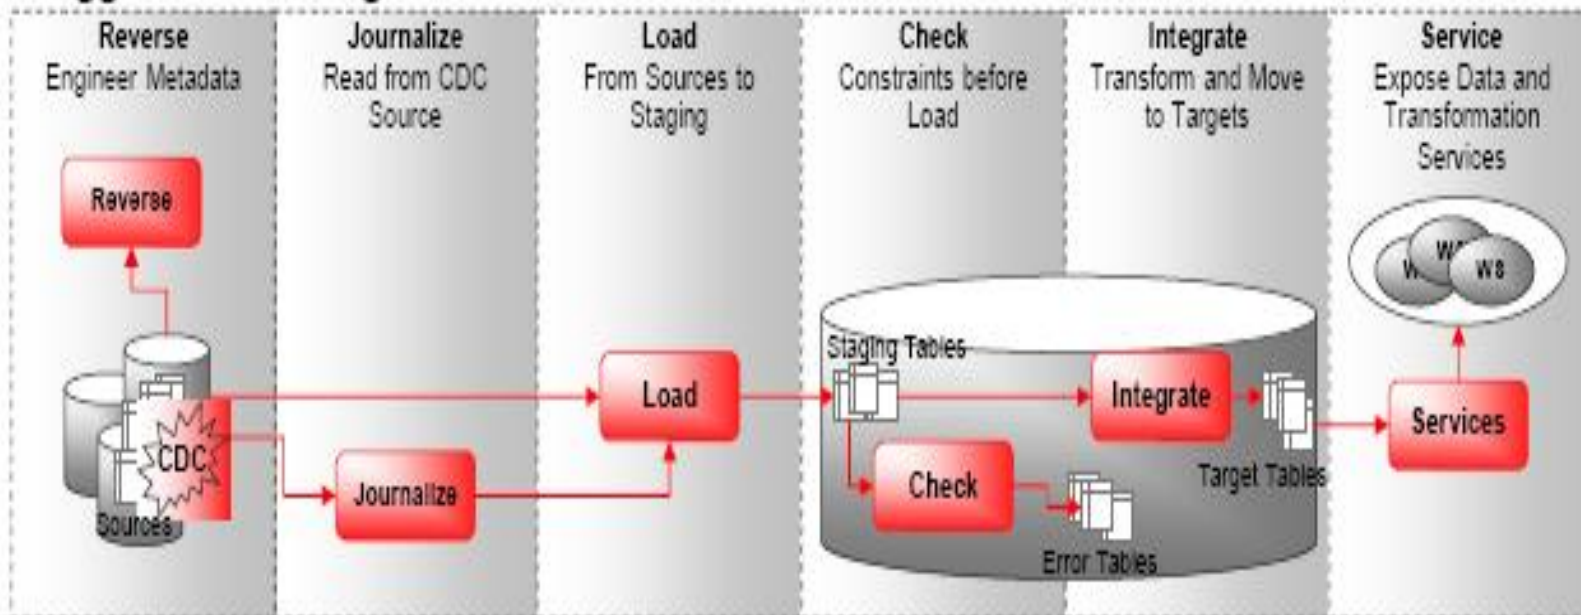 Reverse
Engineer Metadata
Journalize
Read from CDC
Source
Load
From Sources to
Staging
Check
Constraints before
Load
Integrate
Transform and Move
to Targets
Service
Expose Data and
Transformation
Services
Reverse
CDC
Sources
Journalize
Load
Staging Tables
Check
Error Tables
Integrate
Target Tables
Services
WS